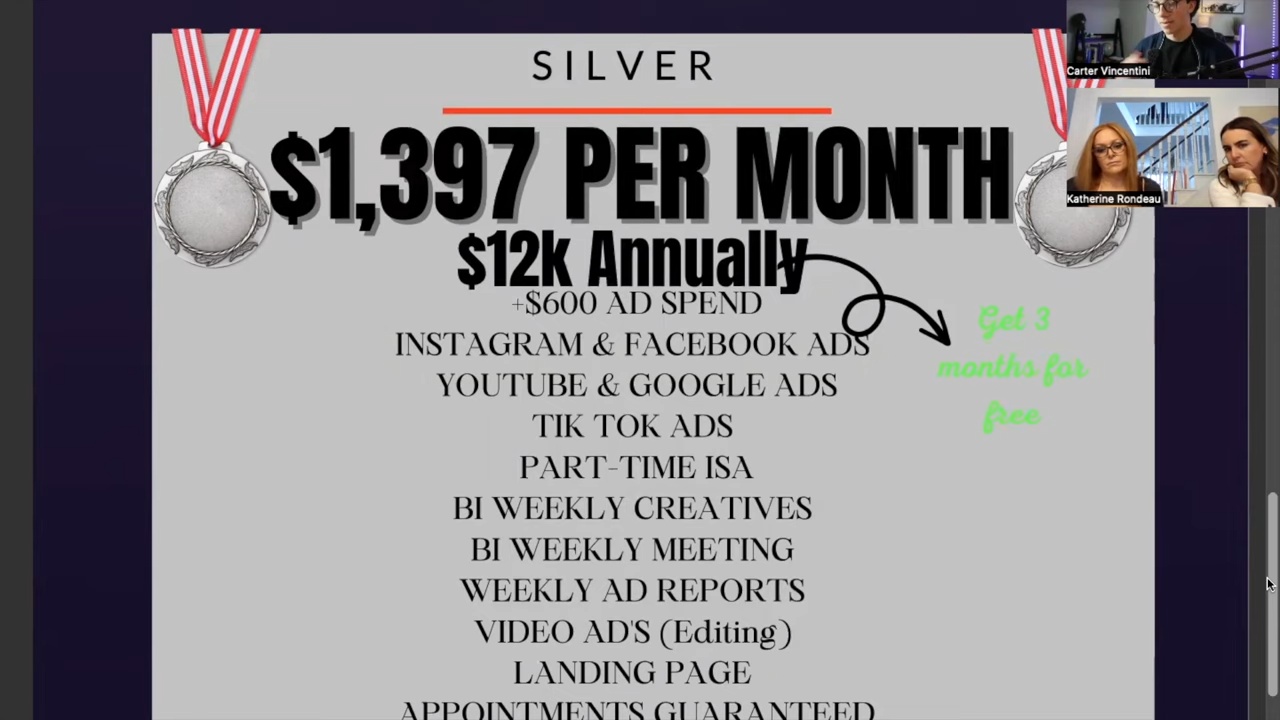 SILVER
$1,397 PER MONTH
$12k Annually
+$600 AD SPEND
INSTAGRAM & FACEBOOK ADS
YOUTUBE & GOOGLE ADS
TIK TOK ADS
PART-TIME ISA
BI WEEKLY CREATIVES
BI WEEKLY MEETING
WEEKLY AD REPORTS
VIDEO AD'S (Editing)
LANDING PAGE
APPOINTMENTS GUARANTEED
Get 3
months for
free
Carter Vincentini
Katherine Rondeau